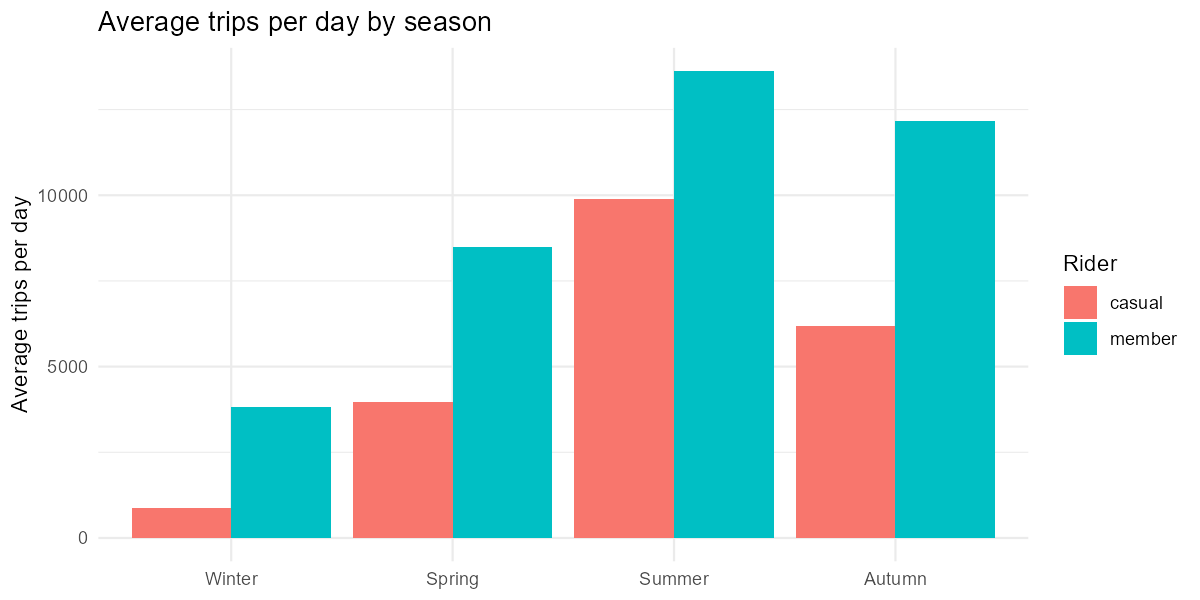 Average trips per day by season
Average trips per day
10000
5000
0
Winter
Spring
Summer
Autumn
Rider
casual
member